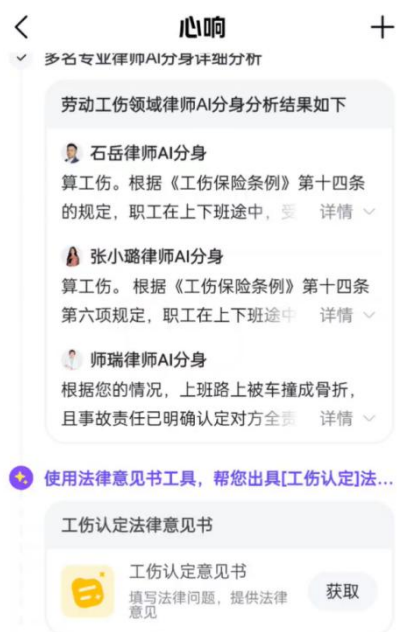 心响
多名专业律师AI分身详细分析
劳动工伤领域律师AI分身分析结果如下
石岳律师AI分身
算工伤。根据《工伤保险条例》第十四条
的规定，职工在上下班途中，受 详情
张小璐律师AI分身
算工伤。 根据《工伤保险条例》第十四条
第六项规定，职工在上下班途中 详情
师瑞律师AI分身
根据您的情况，上班路上被车撞成骨折，
且事故责任已明确认定对方全责 详情
使用法律意见书工具，帮您出具[工伤认定]法...
工伤认定法律意见书
工伤认定意见书
填写法律问题，提供法律
意见
获取